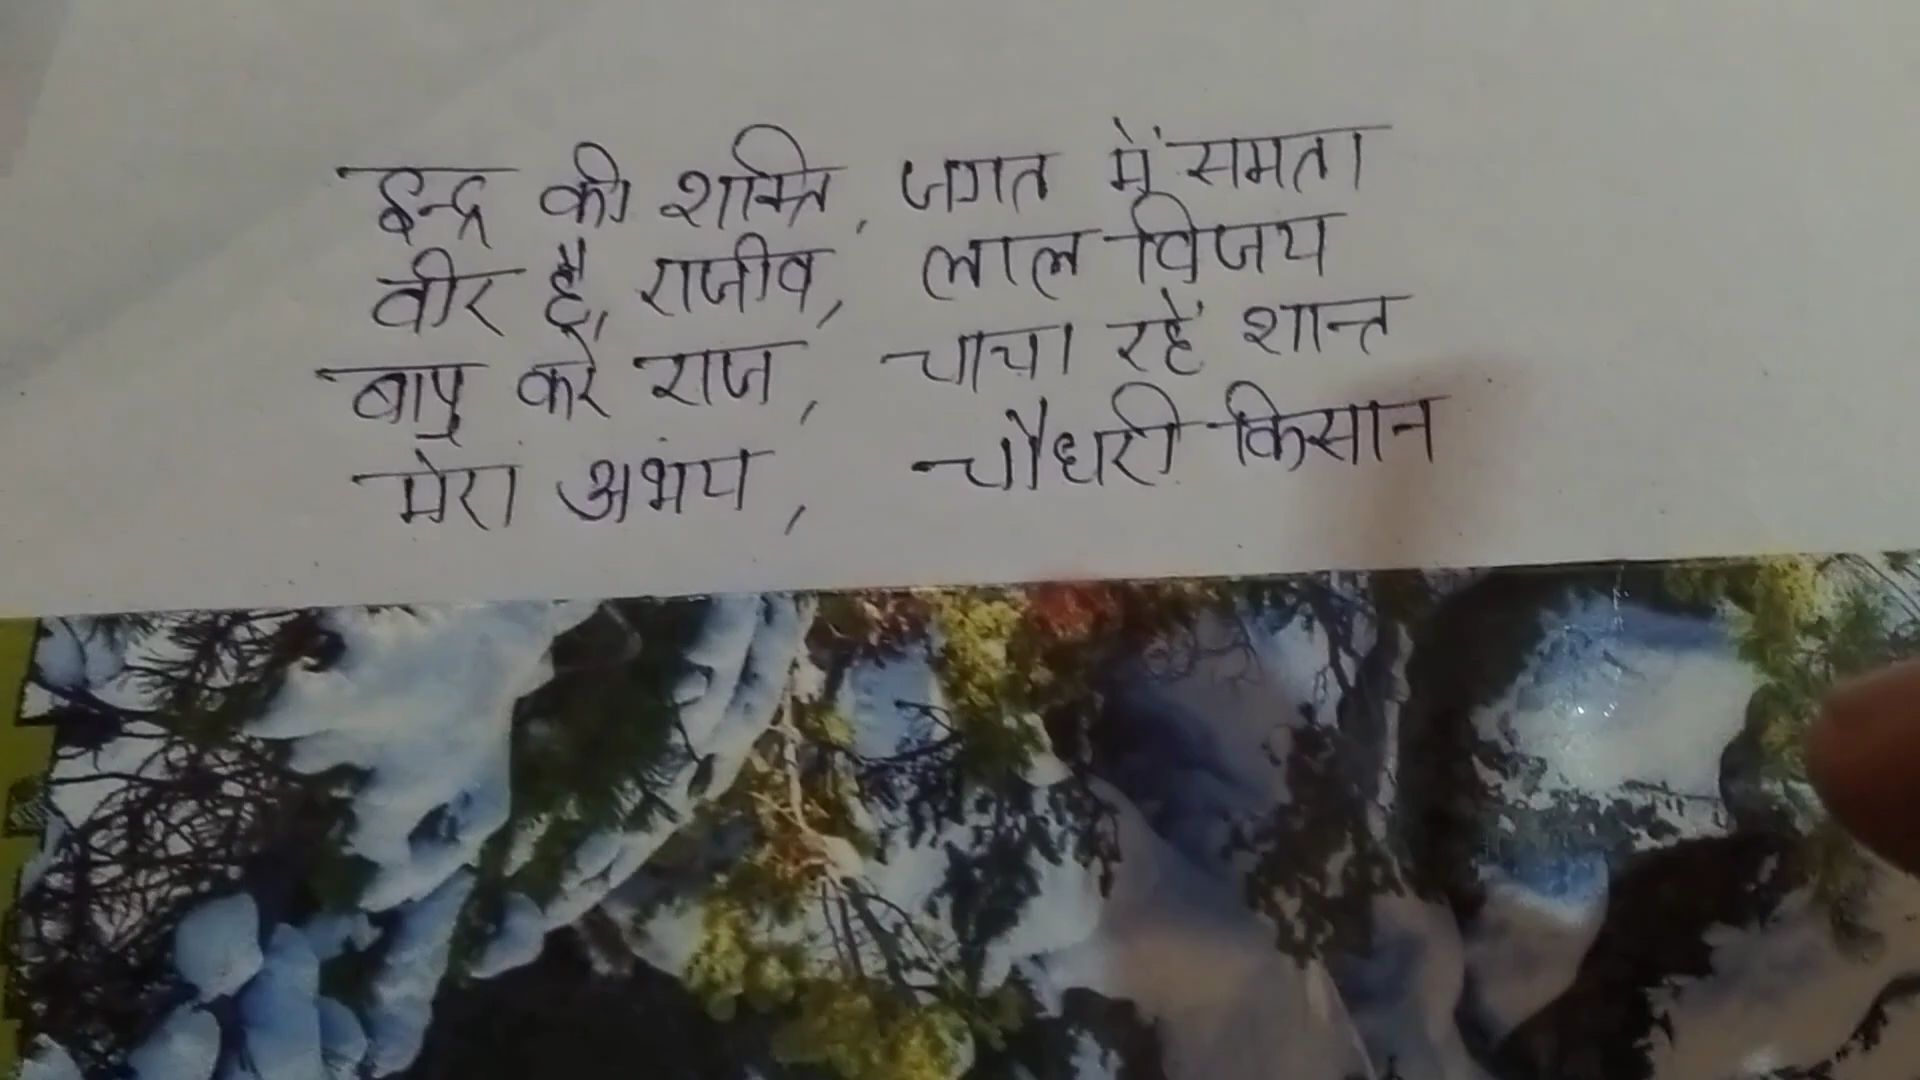 इन्द्र की शक्ति, जगत में समता
वीर है, राजीव, लाल विजय
बापु करे राज, चाचा रहें शान्त
मेरा अभय, चौधरी किसान